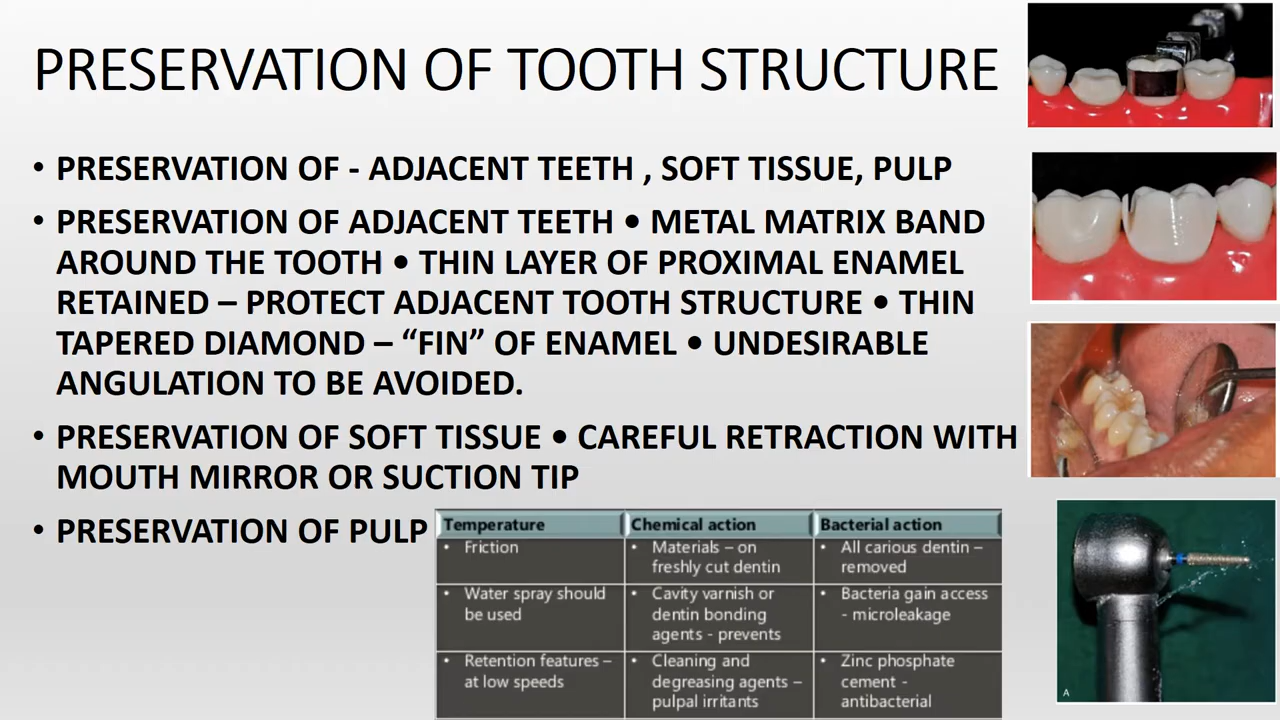 PRESERVATION OF TOOTH STRUCTURE
• PRESERVATION OF - ADJACENT TEETH , SOFT TISSUE, PULP
• PRESERVATION OF ADJACENT TEETH • METAL MATRIX BAND
AROUND THE TOOTH • THIN LAYER OF PROXIMAL ENAMEL
RETAINED – PROTECT ADJACENT TOOTH STRUCTURE • THIN
TAPERED DIAMOND – “FIN” OF ENAMEL • UNDESIRABLE
ANGULATION TO BE AVOIDED.
• PRESERVATION OF SOFT TISSUE • CAREFUL RETRACTION WITH
MOUTH MIRROR OR SUCTION TIP
• PRESERVATION OF PULP
Temperature
Chemical action
Bacterial action
• Friction
• Materials – on
freshly cut dentin
• All carious dentin –
removed
• Water spray should
be used
• Cavity varnish or
dentin bonding
agents - prevents
• Bacteria gain access
- microleakage
• Retention features –
at low speeds
• Cleaning and
degreasing agents –
pulpal irritants
• Zinc phosphate
cement -
antibacterial
A